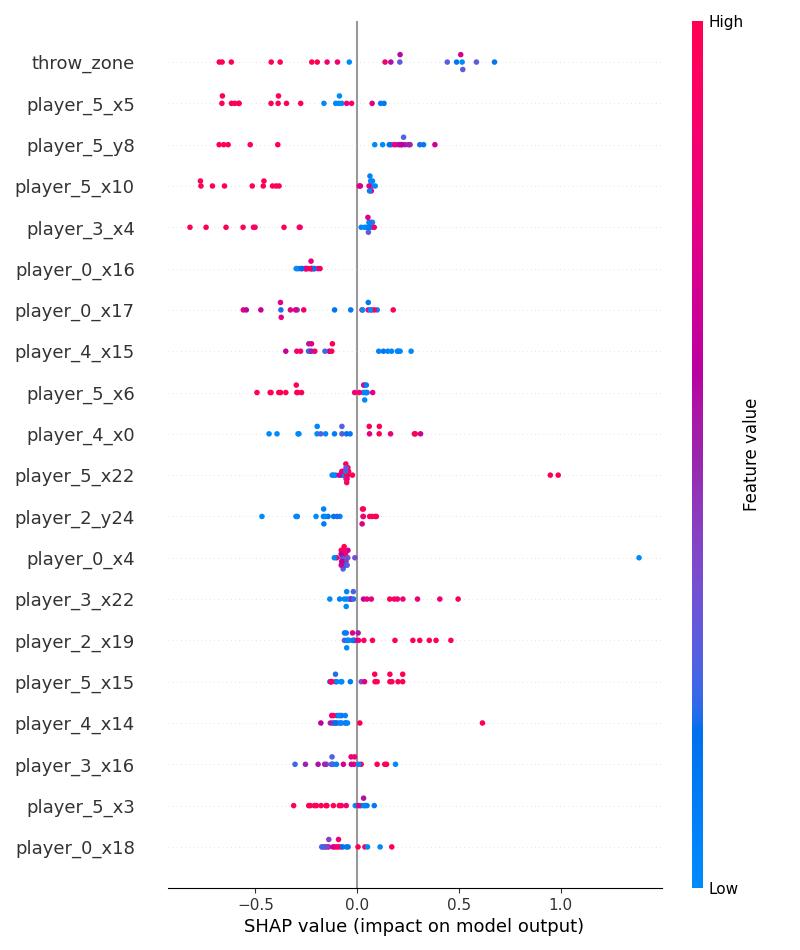 High
throw_zone
player_5_x5
player_5_y8
player_5_x10
player_3_x4
player_0_x16
player_0_x17
player_4_x15
player_5_x6
player_4_x0
player_5_x22
player_2_y24
player_0_x4
player_3_x22
player_2_x19
player_5_x15
player_4_x14
player_3_x16
player_5_x3
player_0_x18
Feature value
Low
−0.5 0.0 0.5 1.0
SHAP value (impact on model output)